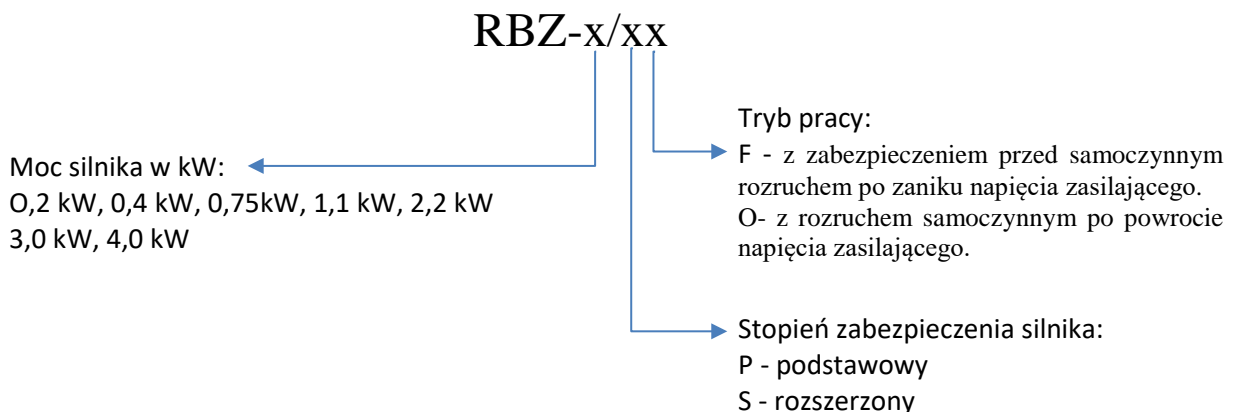 RBZ-x/xx
Moc silnika w kW:
O,2 kW, 0,4 kW, 0,75kW, 1,1 kW, 2,2 kW
3,0 kW, 4,0 kW
Tryb pracy:
F - z zabezpieczeniem przed samoczynnym
rozruchem po zaniku napięcia zasilającego.
O- z rozruchem samoczynnym po powrocie
napięcia zasilającego.
Stopień zabezpieczenia silnika:
P - podstawowy
S - rozszerzony